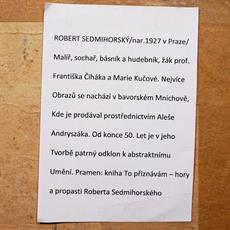 ROBERT SEDMIHORSKÝ/nar.1927 v Praze/
Malíř, sochař, básník a hudebník, žák prof.
Františka Čiháka a Marie Kučové. Nejvíce
Obrazů se nachází v bavorském Mnichově,
Kde je prodával prostřednictvím Aleše
Andryszáka. Od konce 50. Let je v jeho
Tvorbě patrný odklon k abstraktnímu
Umění. Pramen: kniha To přiznávám – hory
a propasti Roberta Sedmihorského